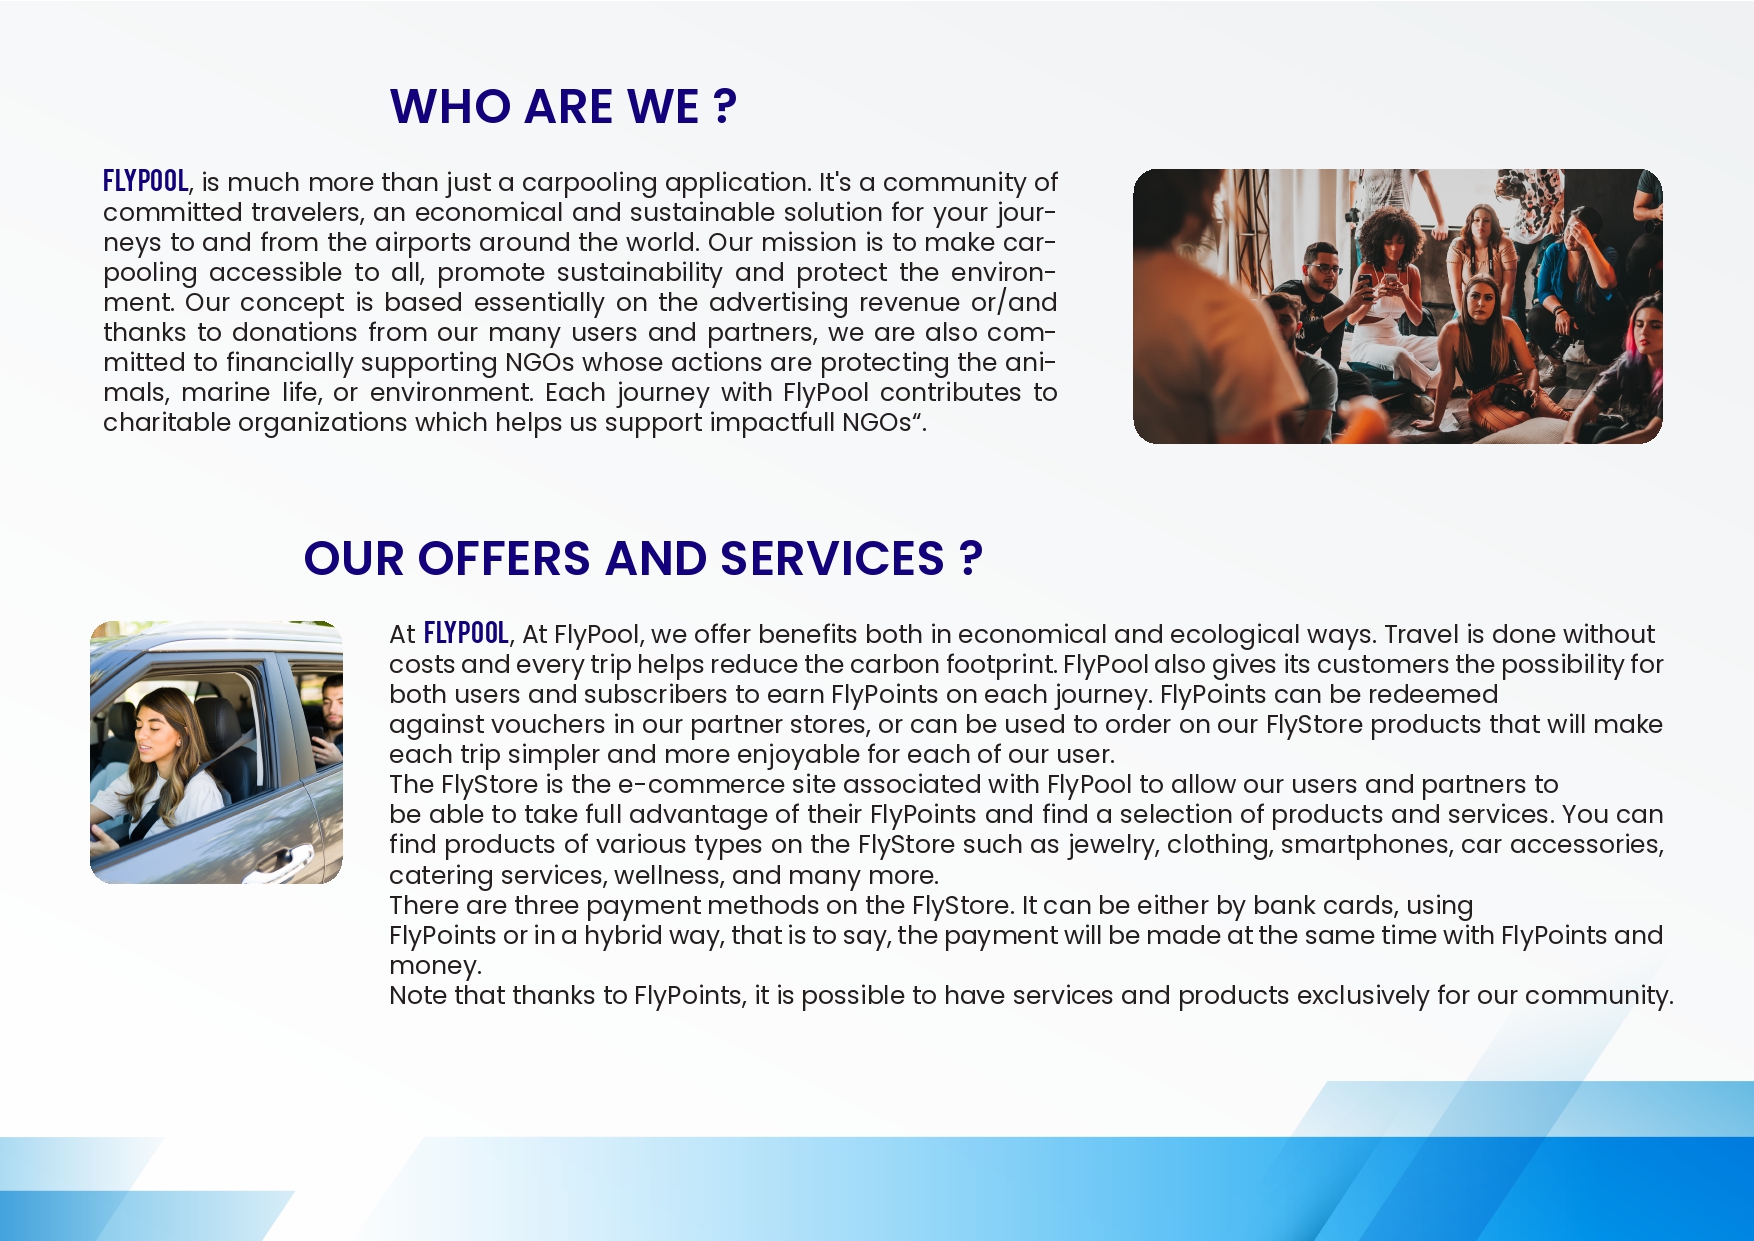 WHO ARE WE ?
FLYPOOL, is much more than just a carpooling application. It's a community of
committed travelers, an economical and sustainable solution for your jour-
neys to and from the airports around the world. Our mission is to make car-
pooling accessible to all, promote sustainability and protect the environ-
ment. Our concept is based essentially on the advertising revenue or/and
thanks to donations from our many users and partners, we are also com-
mitted to financially supporting NGOs whose actions are protecting the ani-
mals, marine life, or environment. Each journey with FlyPool contributes to
charitable organizations which helps us support impactfull NGOs“.
OUR OFFERS AND SERVICES ?
At FLYPOOL, At FlyPool, we offer benefits both in economical and ecological ways. Travel is done without
costs and every trip helps reduce the carbon footprint. FlyPool also gives its customers the possibility for
both users and subscribers to earn FlyPoints on each journey. FlyPoints can be redeemed
against vouchers in our partner stores, or can be used to order on our FlyStore products that will make
each trip simpler and more enjoyable for each of our user.
The FlyStore is the e-commerce site associated with FlyPool to allow our users and partners to
be able to take full advantage of their FlyPoints and find a selection of products and services. You can
find products of various types on the FlyStore such as jewelry, clothing, smartphones, car accessories,
catering services, wellness, and many more.
There are three payment methods on the FlyStore. It can be either by bank cards, using
FlyPoints or in a hybrid way, that is to say, the payment will be made at the same time with FlyPoints and
money.
Note that thanks to FlyPoints, it is possible to have services and products exclusively for our community.